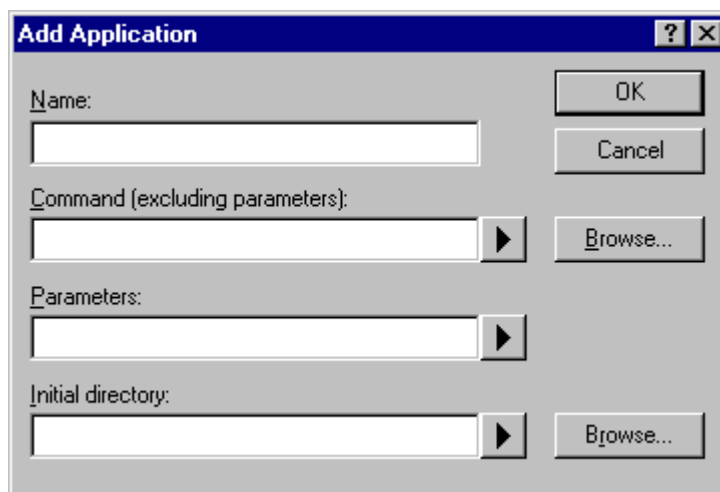 Add Application
Name:
OK
Cancel
Command (excluding parameters):
Browse...
Parameters:
Initial directory:
Browse...